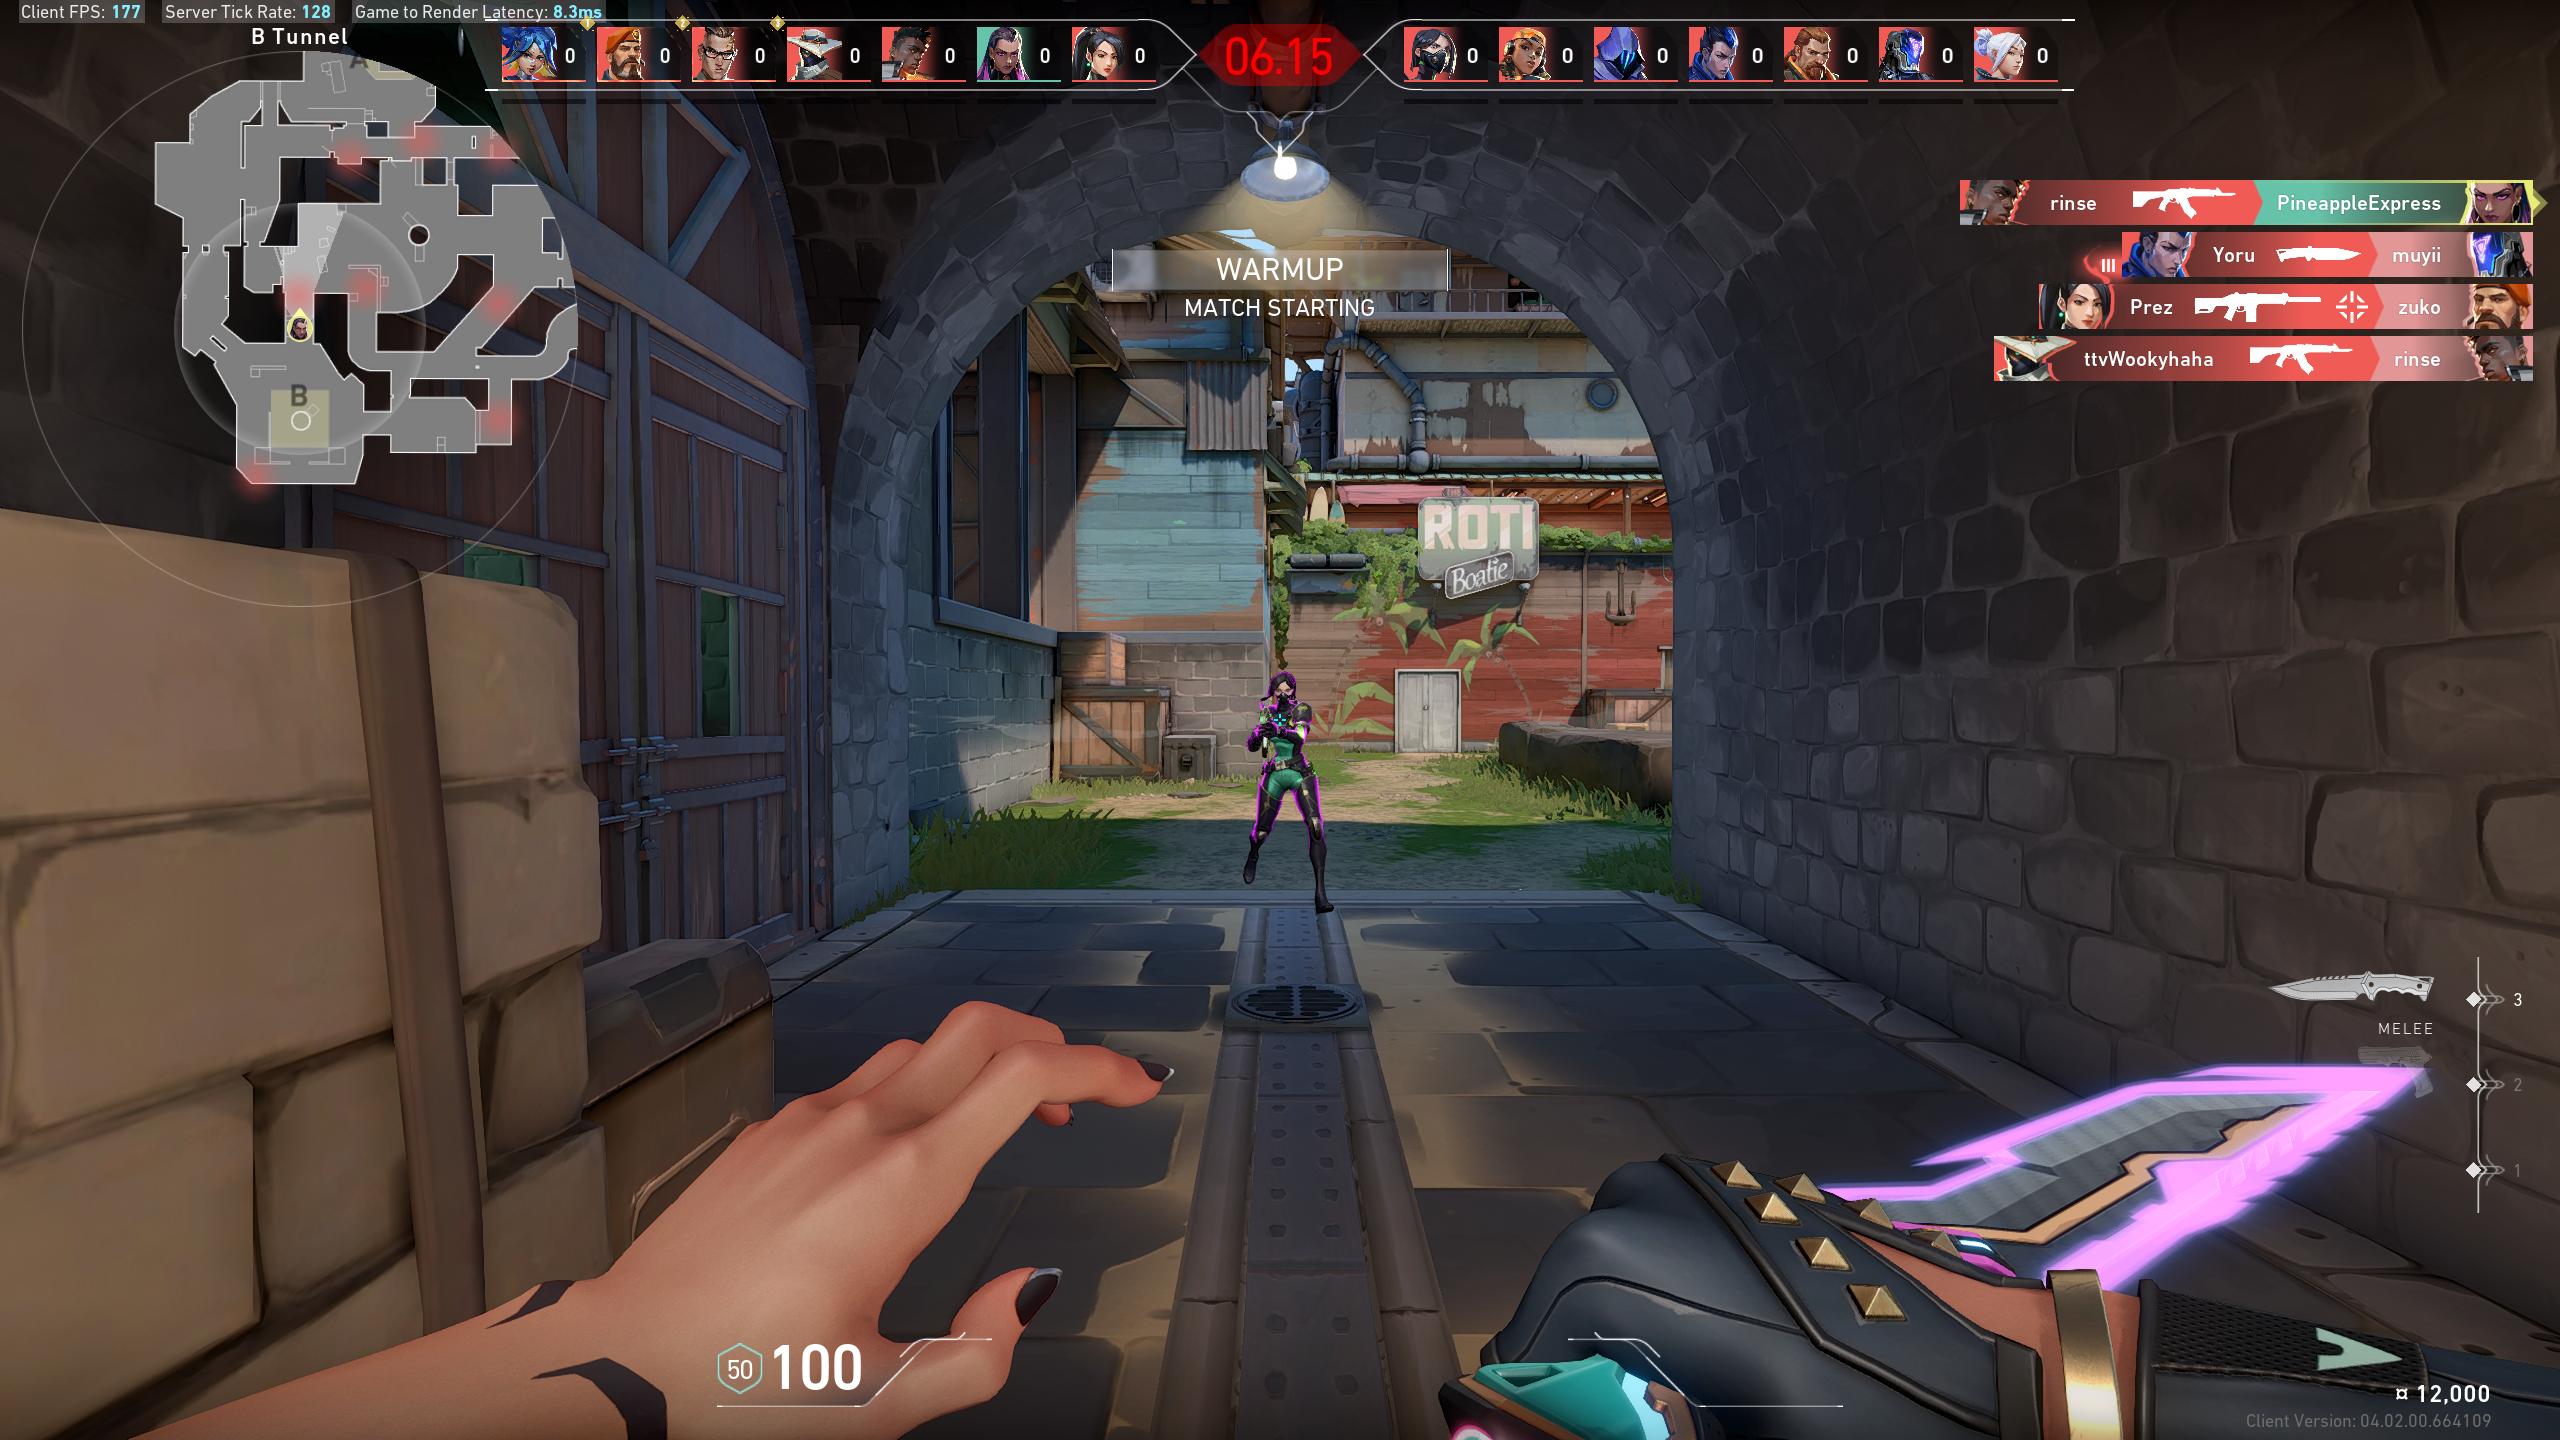 Client FPS: 177 Server Tick Rate: 128 Game to Render Latency: 8.3ms
B Tunnel
A
B
0 0 0 0 0 0 0
06.15
0 0 0 0 0 0 0
WARMUP
MATCH STARTING
rinse PineappleExpress
III Yoru muyii
Prez zuko
ttvWookyhaha rinse
ROTI
Boatie
3
MELEE
2
1
50 100
¤ 12,000
Client Version: 04.02.00.664109